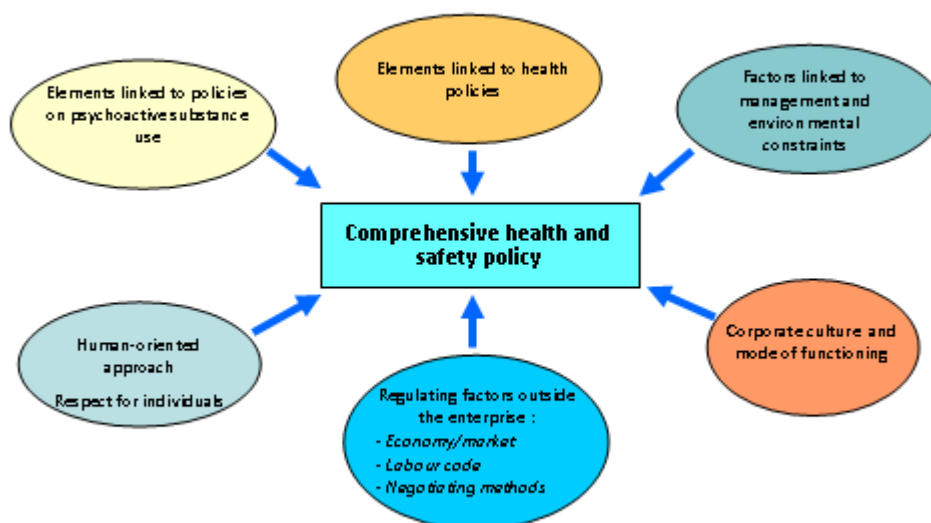 Elements linked to policies
on psychoactive substance
use
Elements linked to health
policies
Factors linked to
management and
environmental
constraints
Comprehensive health and
safety policy
Human-oriented
approach
Respect for individuals
Regulating factors outside
the enterprise :
- Economy/market
- Labour code
- Negotiating methods
Corporate culture and
mode of functioning